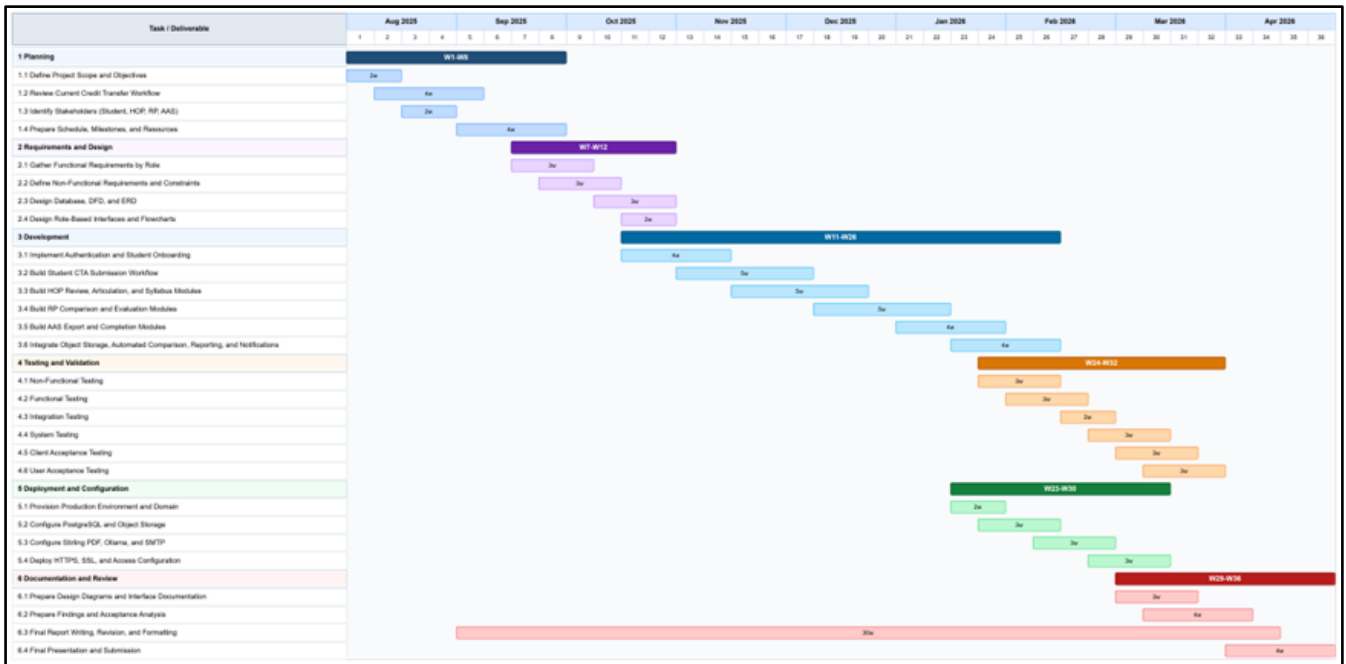 Task / Deliverable
Aug 2025 Sep 2025 Oct 2025 Nov 2025 Dec 2025 Jan 2026 Feb 2026 Mar 2026 Apr 2026
1 2 3 4 5 6 7 8 9 10 11 12 13 14 15 16 17 18 19 20 21 22 23 24 25 26 27 28 29 30 31 32 33 34 35 36
1 Planning W1-W8
1.1 Define Project Scope and Objectives 2w
1.2 Review Current Credit Transfer Workflow 4w
1.3 Identify Stakeholders (Student, HOP, RP, AAS) 2w
1.4 Prepare Schedule, Milestones, and Resources 4w
2 Requirements and Design W7-W12
2.1 Gather Functional Requirements by Role 3w
2.2 Define Non-Functional Requirements and Constraints 3w
2.3 Design Database, DFD, and ERD 3w
2.4 Design Role-Based Interfaces and Flowcharts 2w
3 Development W11-W26
3.1 Implement Authentication and Student Onboarding 4w
3.2 Build Student CTA Submission Workflow 5w
3.3 Build HOP Review, Articulation, and Syllabus Modules 5w
3.4 Build RP Comparison and Evaluation Modules 5w
3.5 Build AAS Export and Completion Modules 4w
3.6 Integrate Object Storage, Automated Comparison, Reporting, and Notifications 4w
4 Testing and Validation W24-W32
4.1 Non-Functional Testing 3w
4.2 Functional Testing 3w
4.3 Integration Testing 2w
4.4 System Testing 3w
4.5 Client Acceptance Testing 3w
4.6 User Acceptance Testing 3w
5 Deployment and Configuration W23-W30
5.1 Provision Production Environment and Domain 2w
5.2 Configure PostgreSQL and Object Storage 3w
5.3 Configure Stirling PDF, Ollama, and SMTP 3w
5.4 Deploy HTTPS, SSL, and Access Configuration 3w
6 Documentation and Review W29-W36
6.1 Prepare Design Diagrams and Interface Documentation 3w
6.2 Prepare Findings and Acceptance Analysis 4w
6.3 Final Report Writing, Revision, and Formatting 30w
6.4 Final Presentation and Submission 4w